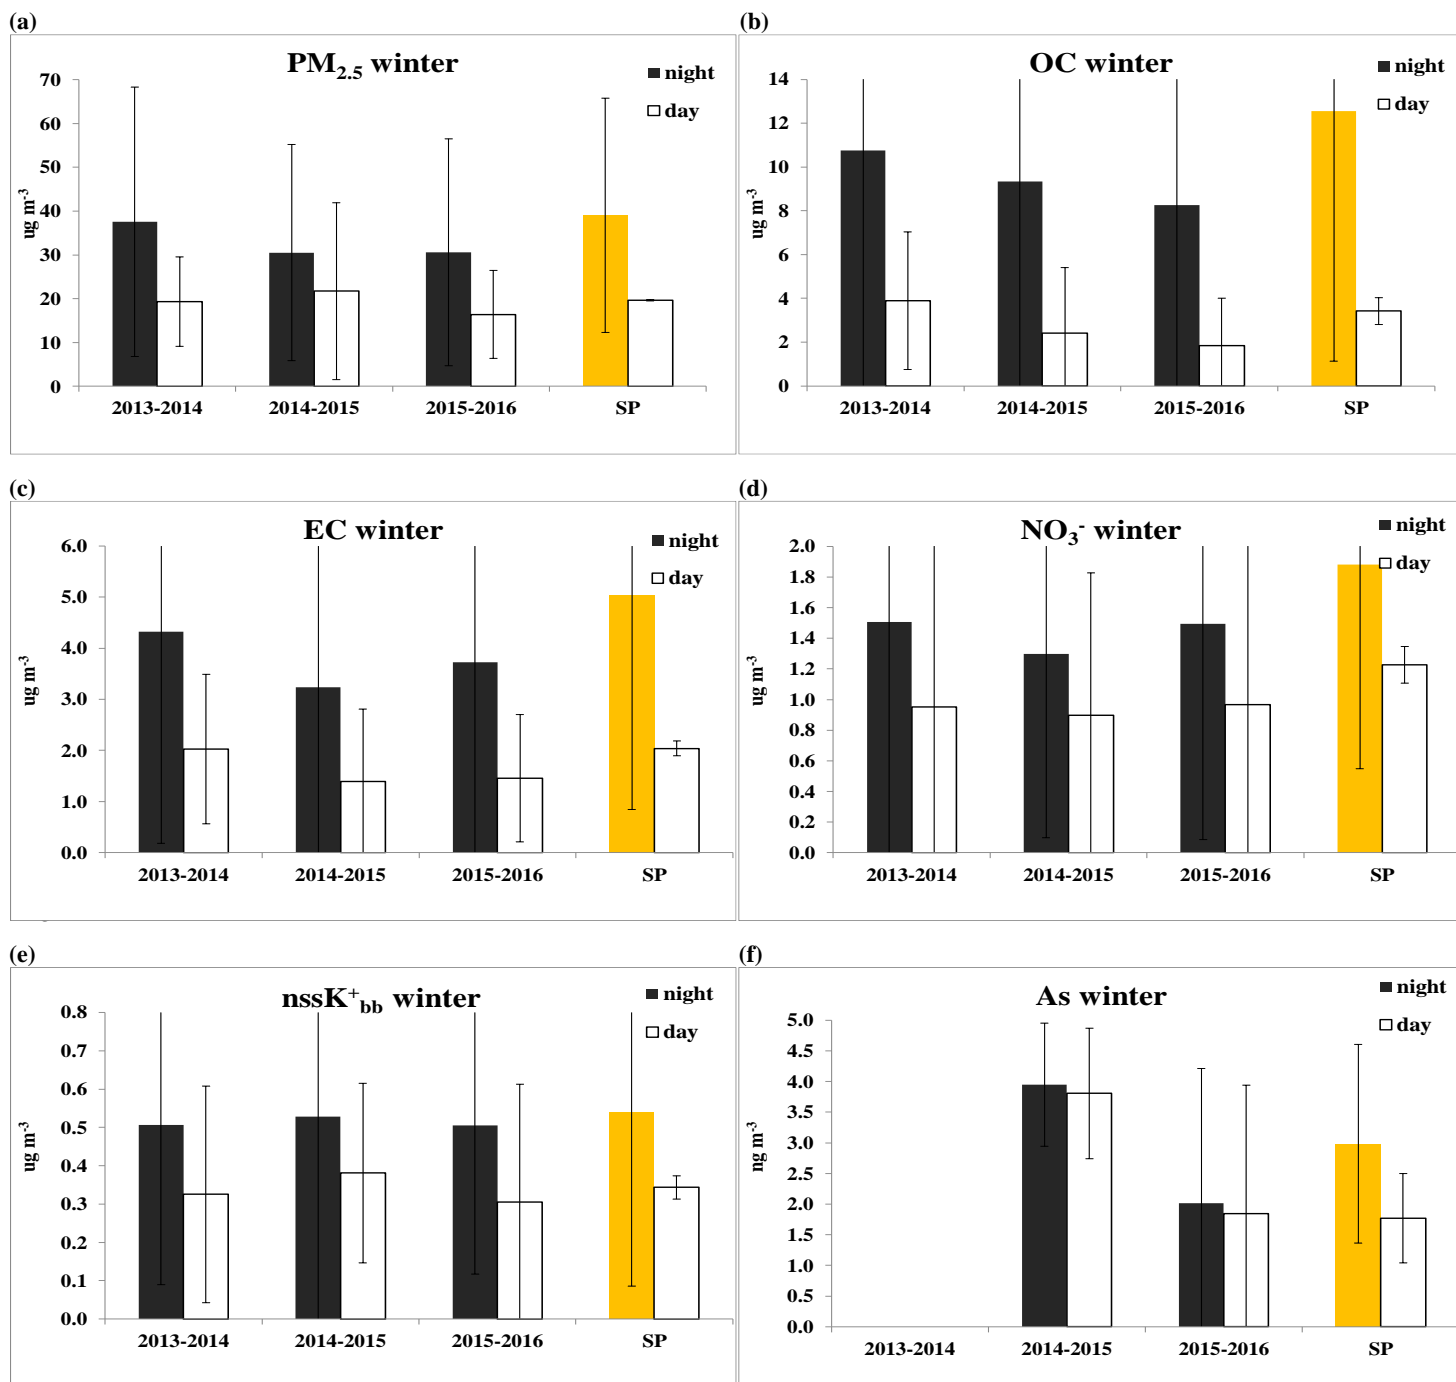 (a)
PM2.5 winter
night
day
70
60
50
40
30
20
10
0
ug m-3
2013-2014 2014-2015 2015-2016 SP
(b)
OC winter
night
day
14
12
10
8
6
4
2
0
ug m-3
2013-2014 2014-2015 2015-2016 SP
(c)
EC winter
night
day
6.0
5.0
4.0
3.0
2.0
1.0
0.0
ug m-3
2013-2014 2014-2015 2015-2016 SP
(d)
NO3- winter
night
day
2.0
1.8
1.6
1.4
1.2
1.0
0.8
0.6
0.4
0.2
0.0
ug m-3
2013-2014 2014-2015 2015-2016 SP
(e)
nssK+bb winter
night
day
0.8
0.7
0.6
0.5
0.4
0.3
0.2
0.1
0.0
ug m-3
2013-2014 2014-2015 2015-2016 SP
(f)
As winter
night
day
5.0
4.5
4.0
3.5
3.0
2.5
2.0
1.5
1.0
0.5
0.0
ng m-3
2013-2014 2014-2015 2015-2016 SP